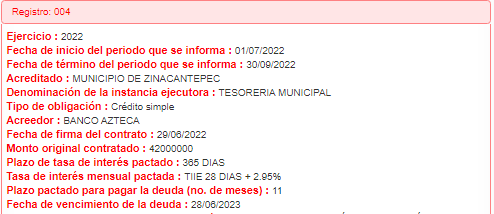 Registro: 004
Ejercicio : 2022
Fecha de inicio del periodo que se informa : 01/07/2022
Fecha de término del periodo que se informa : 30/09/2022
Acreditado : MUNICIPIO DE ZINACANTEPEC
Denominación de la instancia ejecutora : TESORERIA MUNICIPAL
Tipo de obligación : Crédito simple
Acreedor : BANCO AZTECA
Fecha de firma del contrato : 29/06/2022
Monto original contratado : 42000000
Plazo de tasa de interés pactado : 365 DIAS
Tasa de interés mensual pactada : TIIE 28 DIAS + 2.95%
Plazo pactado para pagar la deuda (no. de meses) : 11
Fecha de vencimiento de la deuda : 28/06/2023